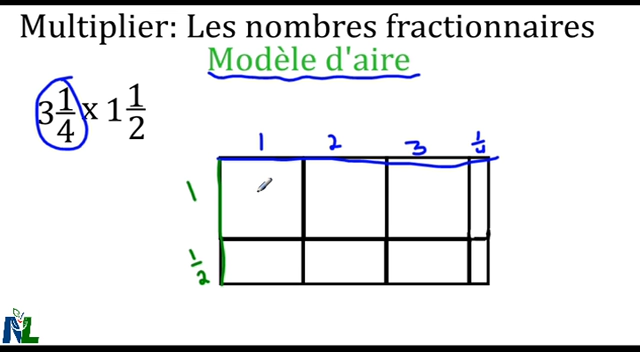 Multiplier: Les nombres fractionnaires
Modèle d'aire
3 1/4 x 1 1/2
1 2 3 1/4
1
1/2
NL